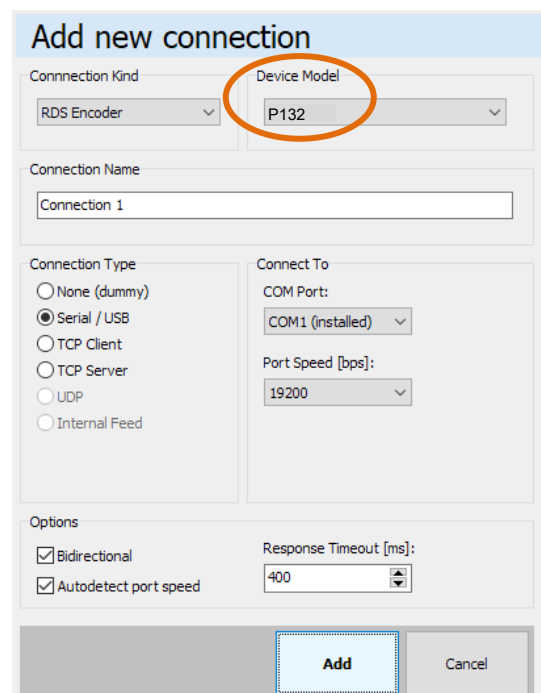 Add new connection
Connnection Kind
Device Model
RDS Encoder
P132
Connection Name
Connection 1
Connection Type
None (dummy)
Serial / USB
TCP Client
TCP Server
UDP
Internal Feed
Connect To
COM Port:
COM1 (installed)
Port Speed [bps]:
19200
Options
Bidirectional
Autodetect port speed
Response Timeout [ms]:
400
Add
Cancel